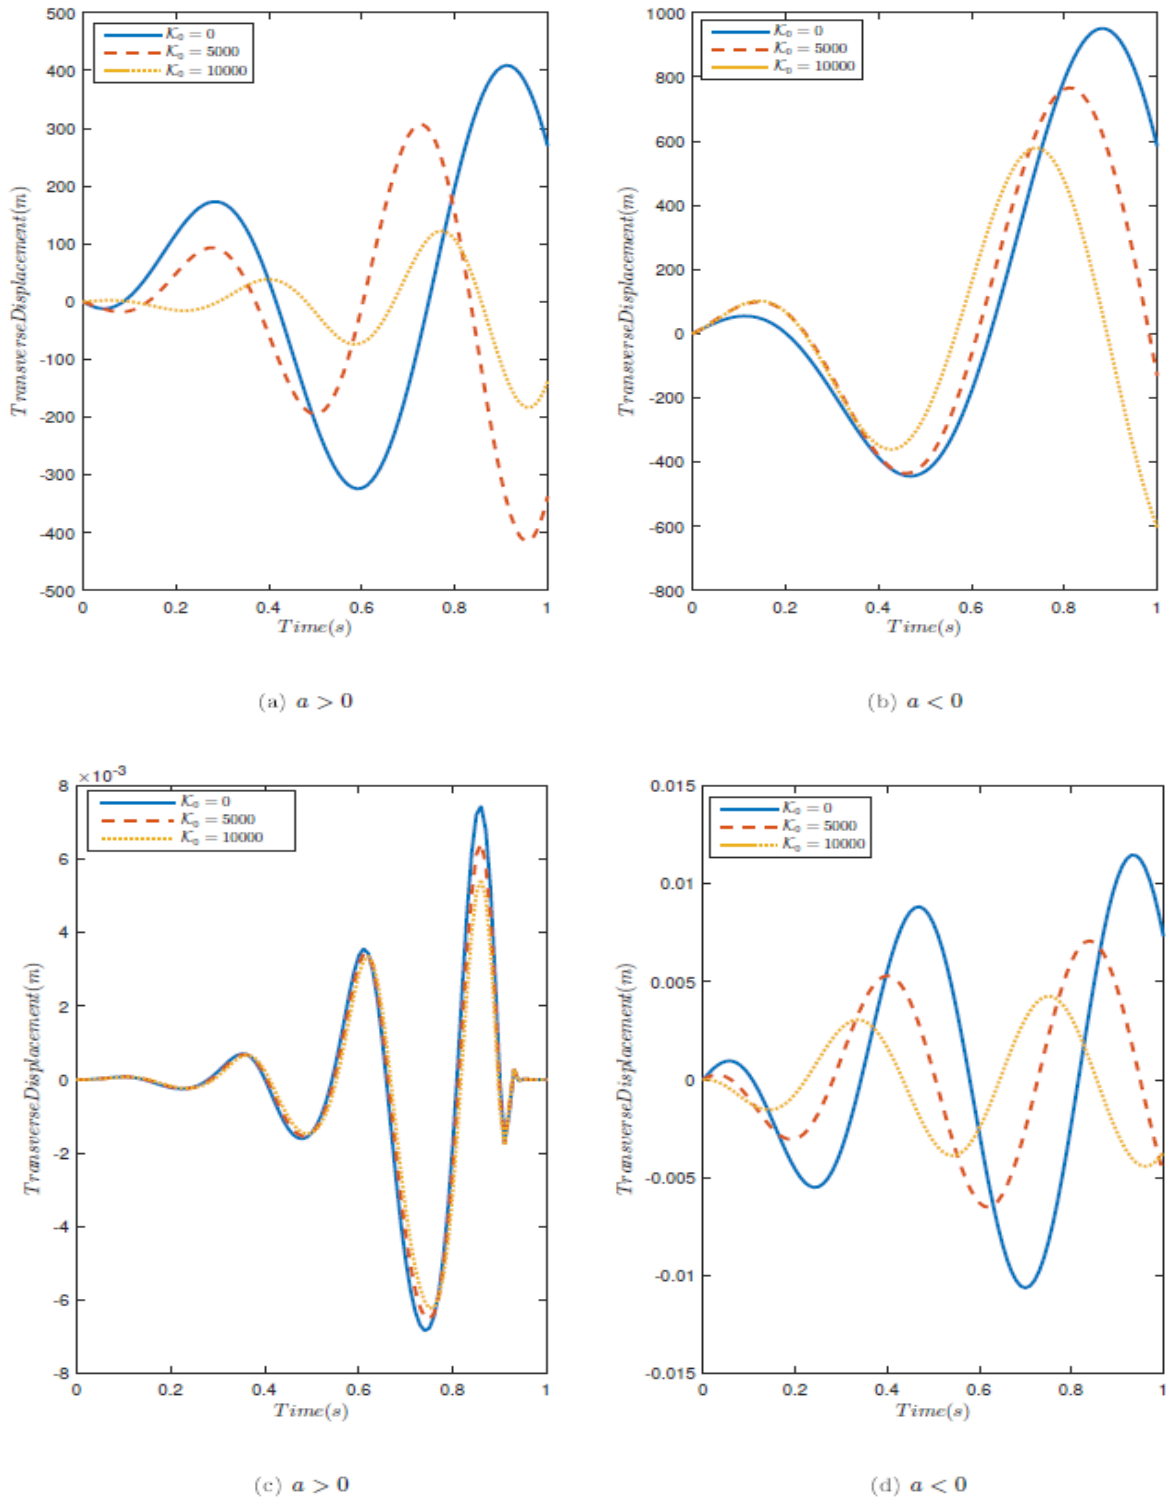 500
400
300
200
100
0
-100
-200
-300
-400
-500
𝒦₀ = 0
𝒦₀ = 5000
𝒦₀ = 10000
TransverseDisplacement(m)
0 0.2 0.4 0.6 0.8 1
Time(s)
(a) a > 0
1000
800
600
400
200
0
-200
-400
-600
-800
𝒦₀ = 0
𝒦₀ = 5000
𝒦₀ = 10000
TransverseDisplacement(m)
0 0.2 0.4 0.6 0.8 1
Time(s)
(b) a < 0
×10⁻³
8
6
4
2
0
-2
-4
-6
-8
𝒦₀ = 0
𝒦₀ = 5000
𝒦₀ = 10000
TransverseDisplacement(m)
0 0.2 0.4 0.6 0.8 1
Time(s)
(c) a > 0
0.015
0.01
0.005
0
-0.005
-0.01
-0.015
𝒦₀ = 0
𝒦₀ = 5000
𝒦₀ = 10000
TransverseDisplacement(m)
0 0.2 0.4 0.6 0.8 1
Time(s)
(d) a < 0